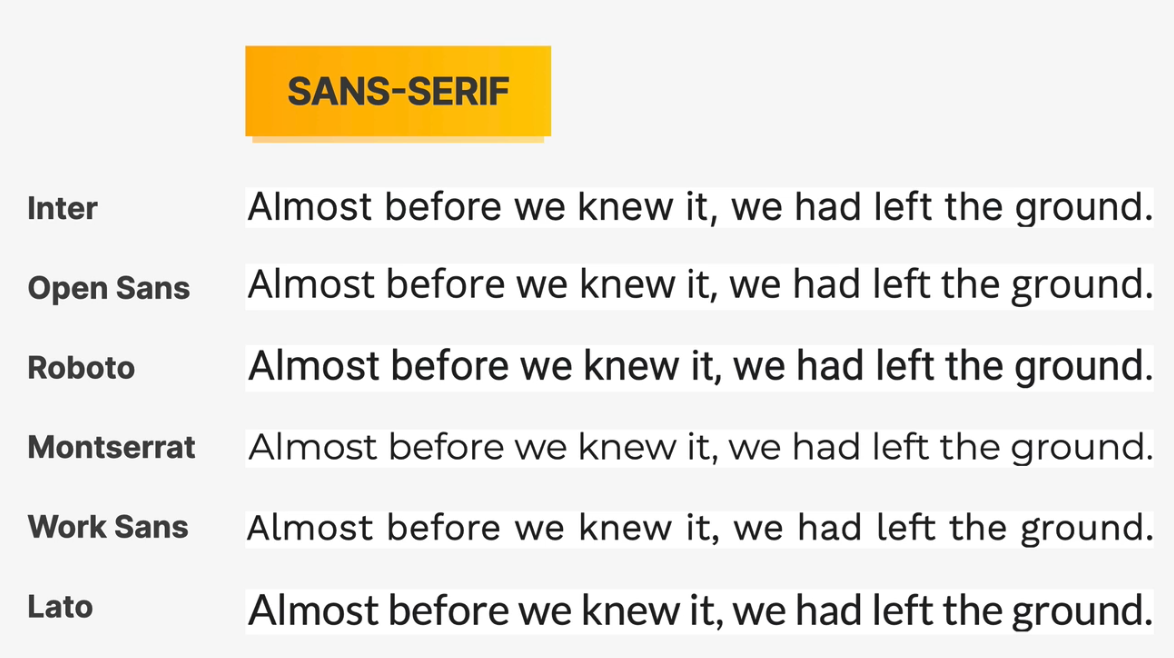 SANS-SERIF
Inter Almost before we knew it, we had left the ground.
Open Sans Almost before we knew it, we had left the ground.
Roboto Almost before we knew it, we had left the ground.
Montserrat Almost before we knew it, we had left the ground.
Work Sans Almost before we knew it, we had left the ground.
Lato Almost before we knew it, we had left the ground.